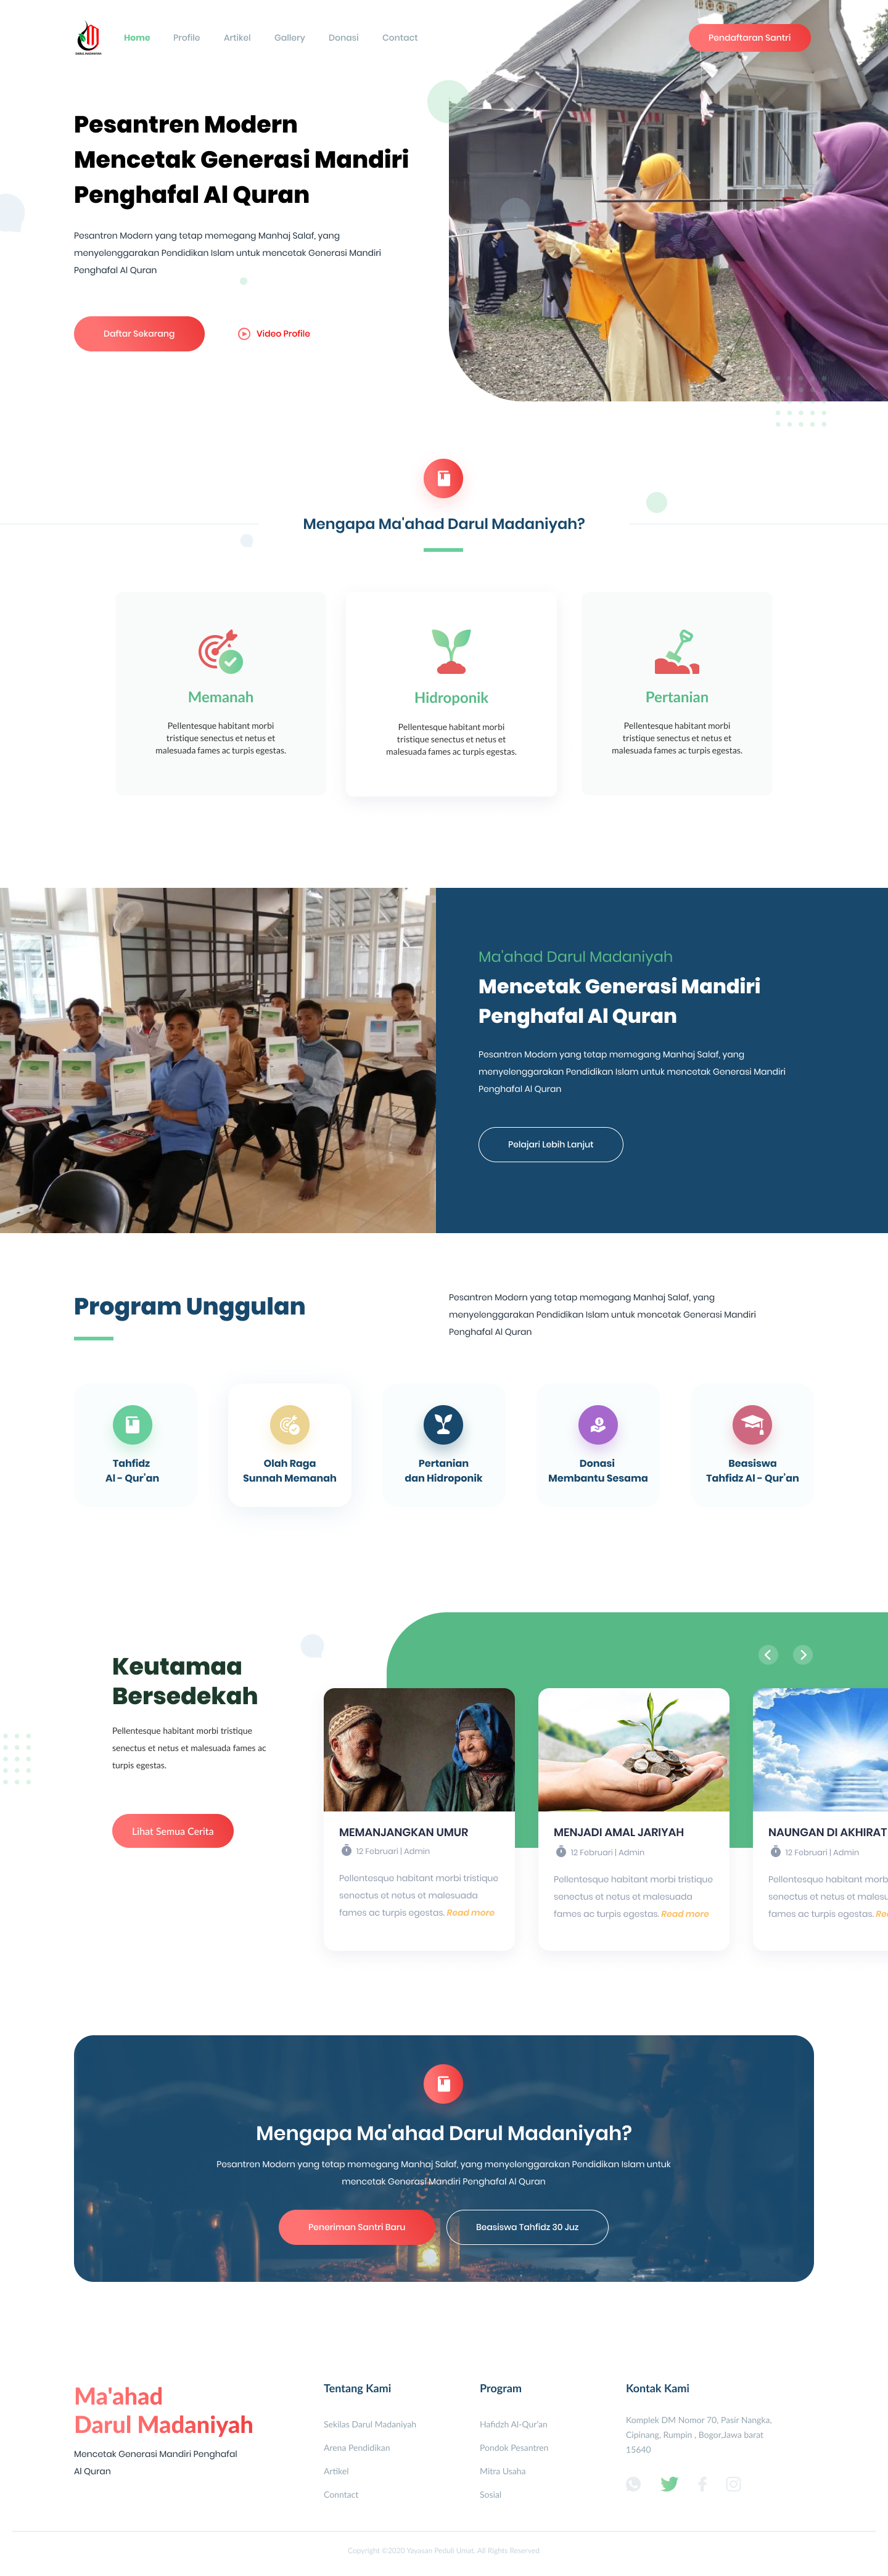 DARUL MADANIYAH
Home Profile Artikel Gallery Donasi Contact
Pendaftaran Santri
Pesantren Modern
Mencetak Generasi Mandiri
Penghafal Al Quran
Pesantren Modern yang tetap memegang Manhaj Salaf, yang
menyelenggarakan Pendidikan Islam untuk mencetak Generasi Mandiri
Penghafal Al Quran
Daftar Sekarang
Video Profile
Mengapa Ma'ahad Darul Madaniyah?
Memanah
Pellentesque habitant morbi
tristique senectus et netus et
malesuada fames ac turpis egestas.
Hidroponik
Pellentesque habitant morbi
tristique senectus et netus et
malesuada fames ac turpis egestas.
Pertanian
Pellentesque habitant morbi
tristique senectus et netus et
malesuada fames ac turpis egestas.
Ma'ahad Darul Madaniyah
Mencetak Generasi Mandiri
Penghafal Al Quran
Pesantren Modern yang tetap memegang Manhaj Salaf, yang
menyelenggarakan Pendidikan Islam untuk mencetak Generasi Mandiri
Penghafal Al Quran
Pelajari Lebih Lanjut
Program Unggulan
Pesantren Modern yang tetap memegang Manhaj Salaf, yang
menyelenggarakan Pendidikan Islam untuk mencetak Generasi Mandiri
Penghafal Al Quran
Tahfidz
Al - Qur'an
Olah Raga
Sunnah Memanah
Pertanian
dan Hidroponik
Donasi
Membantu Sesama
Beasiswa
Tahfidz Al - Qur'an
Keutamaa
Bersedekah
Pellentesque habitant morbi tristique
senectus et netus et malesuada fames ac
turpis egestas.
Lihat Semua Cerita
MEMANJANGKAN UMUR
12 Februari | Admin
Pellentesque habitant morbi tristique
senectus et netus et malesuada
fames ac turpis egestas. Read more
MENJADI AMAL JARIYAH
12 Februari | Admin
Pellentesque habitant morbi tristique
senectus et netus et malesuada
fames ac turpis egestas. Read more
NAUNGAN DI AKHIRAT
12 Februari | Admin
Pellentesque habitant morb
senectus et netus et malesu
fames ac turpis egestas. Re
Mengapa Ma'ahad Darul Madaniyah?
Pesantren Modern yang tetap memegang Manhaj Salaf, yang menyelenggarakan Pendidikan Islam untuk
mencetak Generasi Mandiri Penghafal Al Quran
Peneriman Santri Baru
Beasiswa Tahfidz 30 Juz
Ma'ahad
Darul Madaniyah
Mencetak Generasi Mandiri Penghafal
Al Quran
Tentang Kami
Sekilas Darul Madaniyah
Arena Pendidikan
Artikel
Conntact
Program
Hafidzh Al-Qur'an
Pondok Pesantren
Mitra Usaha
Sosial
Kontak Kami
Komplek DM Nomor 70, Pasir Nangka,
Cipinang, Rumpin , Bogor,Jawa barat
15640
Copyright ©2020 Yayasan Peduli Umat. All Rights Reserved